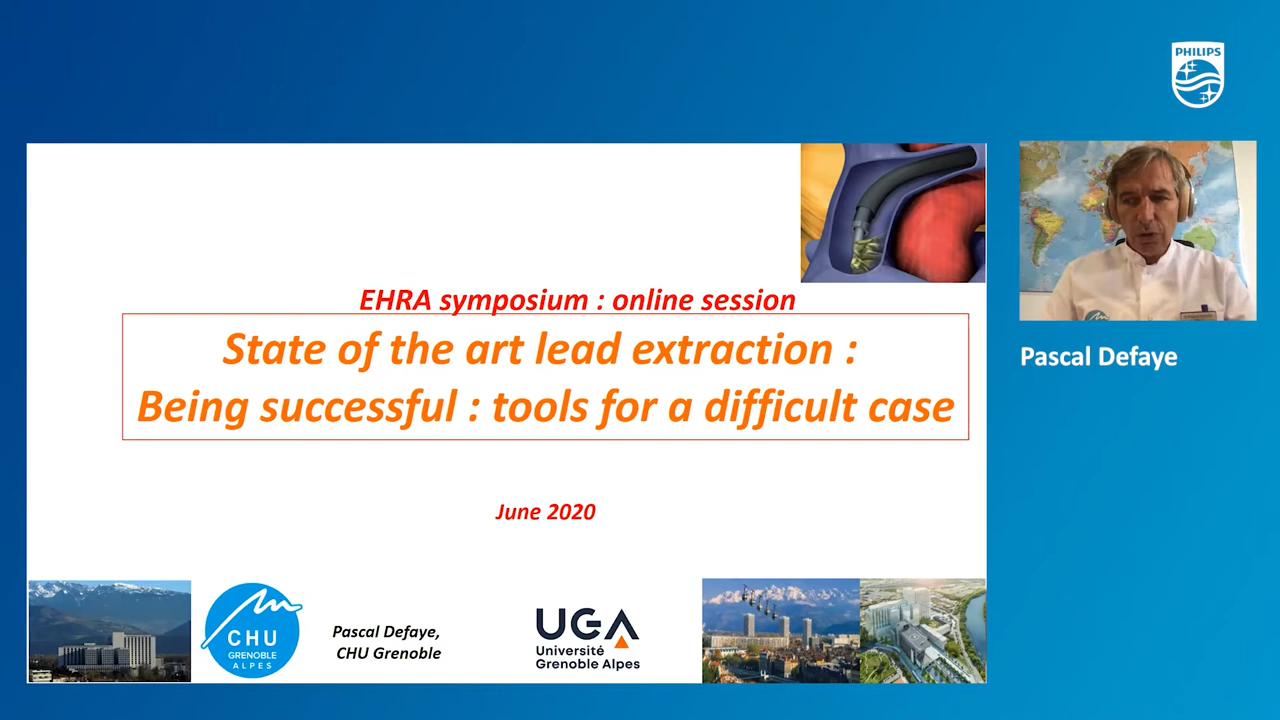 PHILIPS
EHRA symposium : online session
State of the art lead extraction :
Being successful : tools for a difficult case
June 2020
CHU
GRENOBLE
ALPES
Pascal Defaye,
CHU Grenoble
UGA
Université
Grenoble Alpes
Pascal Defaye